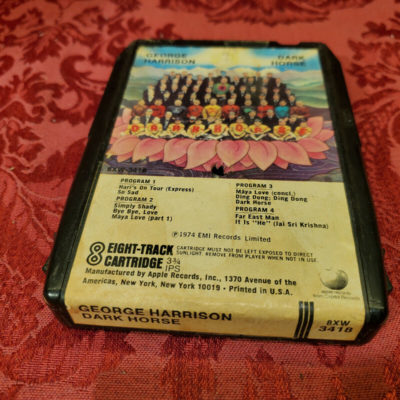 GEORGE
HARRISON
DARK
HORSE
DARK HORSE
8XW-3418
PROGRAM 1
Hari's On Tour (Express)
So Sad
PROGRAM 2
Simply Shady
Bye Bye, Love
Maya Love (part 1)
PROGRAM 3
Maya Love (concl.)
Ding Dong; Ding Dong
Dark Horse
PROGRAM 4
Far East Man
It Is "He" (Jai Sri Krishna)
℗1974 EMI Records Limited
8 EIGHT-TRACK
CARTRIDGE 3¾ IPS
CARTRIDGE MUST NOT BE LEFT EXPOSED TO DIRECT
SUNLIGHT. REMOVE FROM PLAYER WHEN NOT IN USE.
Manufactured by Apple Records, Inc., 1370 Avenue of the
Americas, New York, New York 10019 • Printed in U.S.A.
GEORGE HARRISON
DARK HORSE
8XW
3418